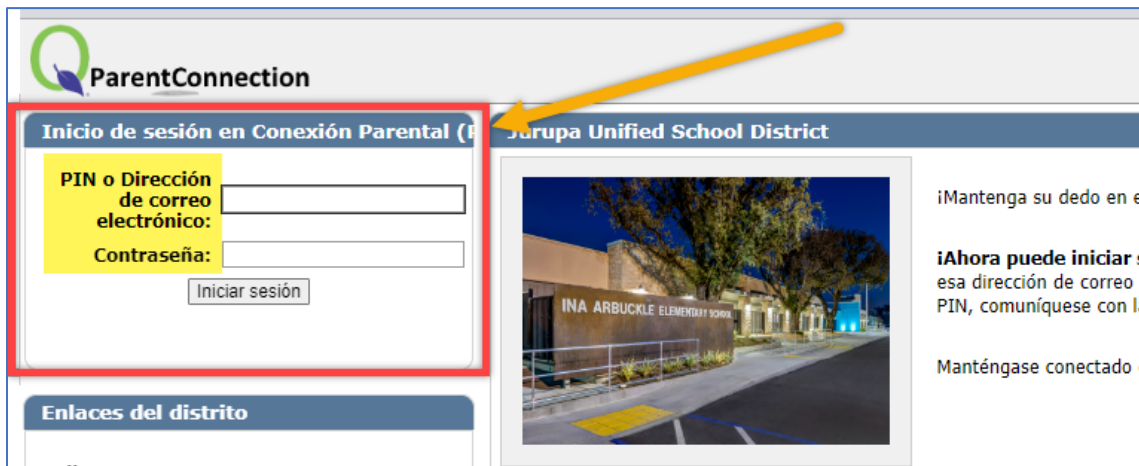 ParentConnection
Inicio de sesión en Conexión Parental (
PIN o Dirección
de correo
electrónico:
Contraseña:
Iniciar sesión
Enlaces del distrito
Jurupa Unified School District
INA ARBUCKLE ELEMENTARY SCHOOL
¡Mantenga su dedo en
¡Ahora puede iniciar
esa dirección de correo
PIN, comuníquese con
Manténgase conectado